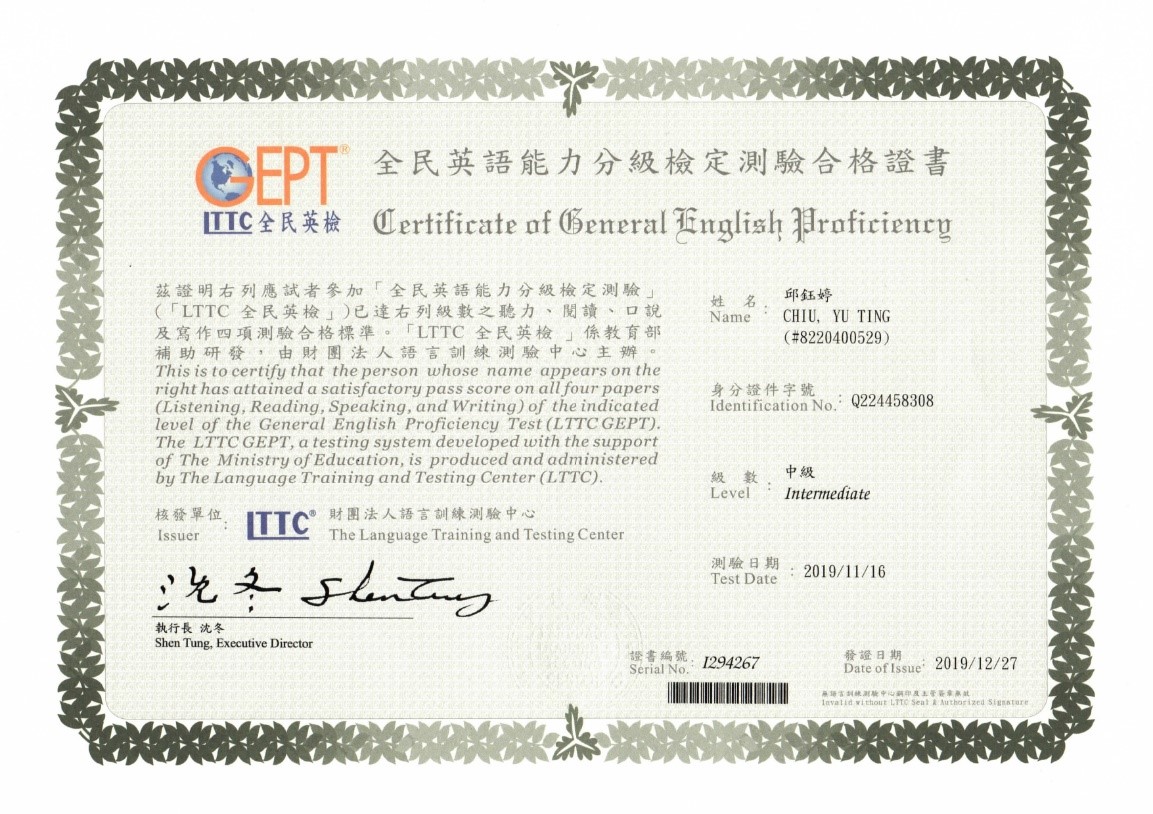 GEPT®
LTTC 全民英檢
全民英語能力分級檢定測驗合格證書
Certificate of General English Proficiency
茲證明右列應試者參加「全民英語能力分級檢定測驗」
(「LTTC 全民英檢」)已達右列級數之聽力、閱讀、口說
及寫作四項測驗合格標準。「LTTC 全民英檢」係教育部
補助研發，由財團法人語言訓練測驗中心主辦。
This is to certify that the person whose name appears on the
right has attained a satisfactory pass score on all four papers
(Listening, Reading, Speaking, and Writing) of the indicated
level of the General English Proficiency Test (LTTC GEPT).
The LTTC GEPT, a testing system developed with the support
of The Ministry of Education, is produced and administered
by The Language Training and Testing Center (LTTC).
核發單位
Issuer :
LTTC®
財團法人語言訓練測驗中心
The Language Training and Testing Center
沈冬 Shen Tung
執行長 沈冬
Shen Tung, Executive Director
姓名
Name :
邱鈺婷
CHIU, YU TING
(#8220400529)
身分證件字號
Identification No. : Q224458308
級數
Level :
中級
Intermediate
測驗日期
Test Date : 2019/11/16
證書編號
Serial No. : I294267
發證日期
Date of Issue : 2019/12/27
無語言訓練測驗中心鋼印及主管簽章無效
Invalid without LTTC Seal & Authorized Signature